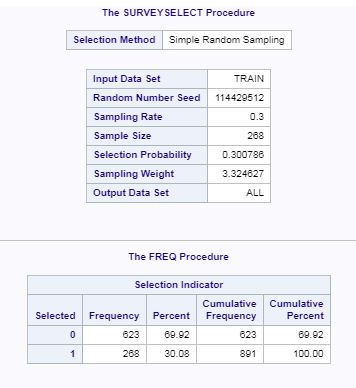 The SURVEYSELECT Procedure
Selection Method Simple Random Sampling
Input Data Set TRAIN
Random Number Seed 114429512
Sampling Rate 0.3
Sample Size 268
Selection Probability 0.300786
Sampling Weight 3.324627
Output Data Set ALL
The FREQ Procedure
Selection Indicator
Selected Frequency Percent Cumulative Frequency Cumulative Percent
0 623 69.92 623 69.92
1 268 30.08 891 100.00